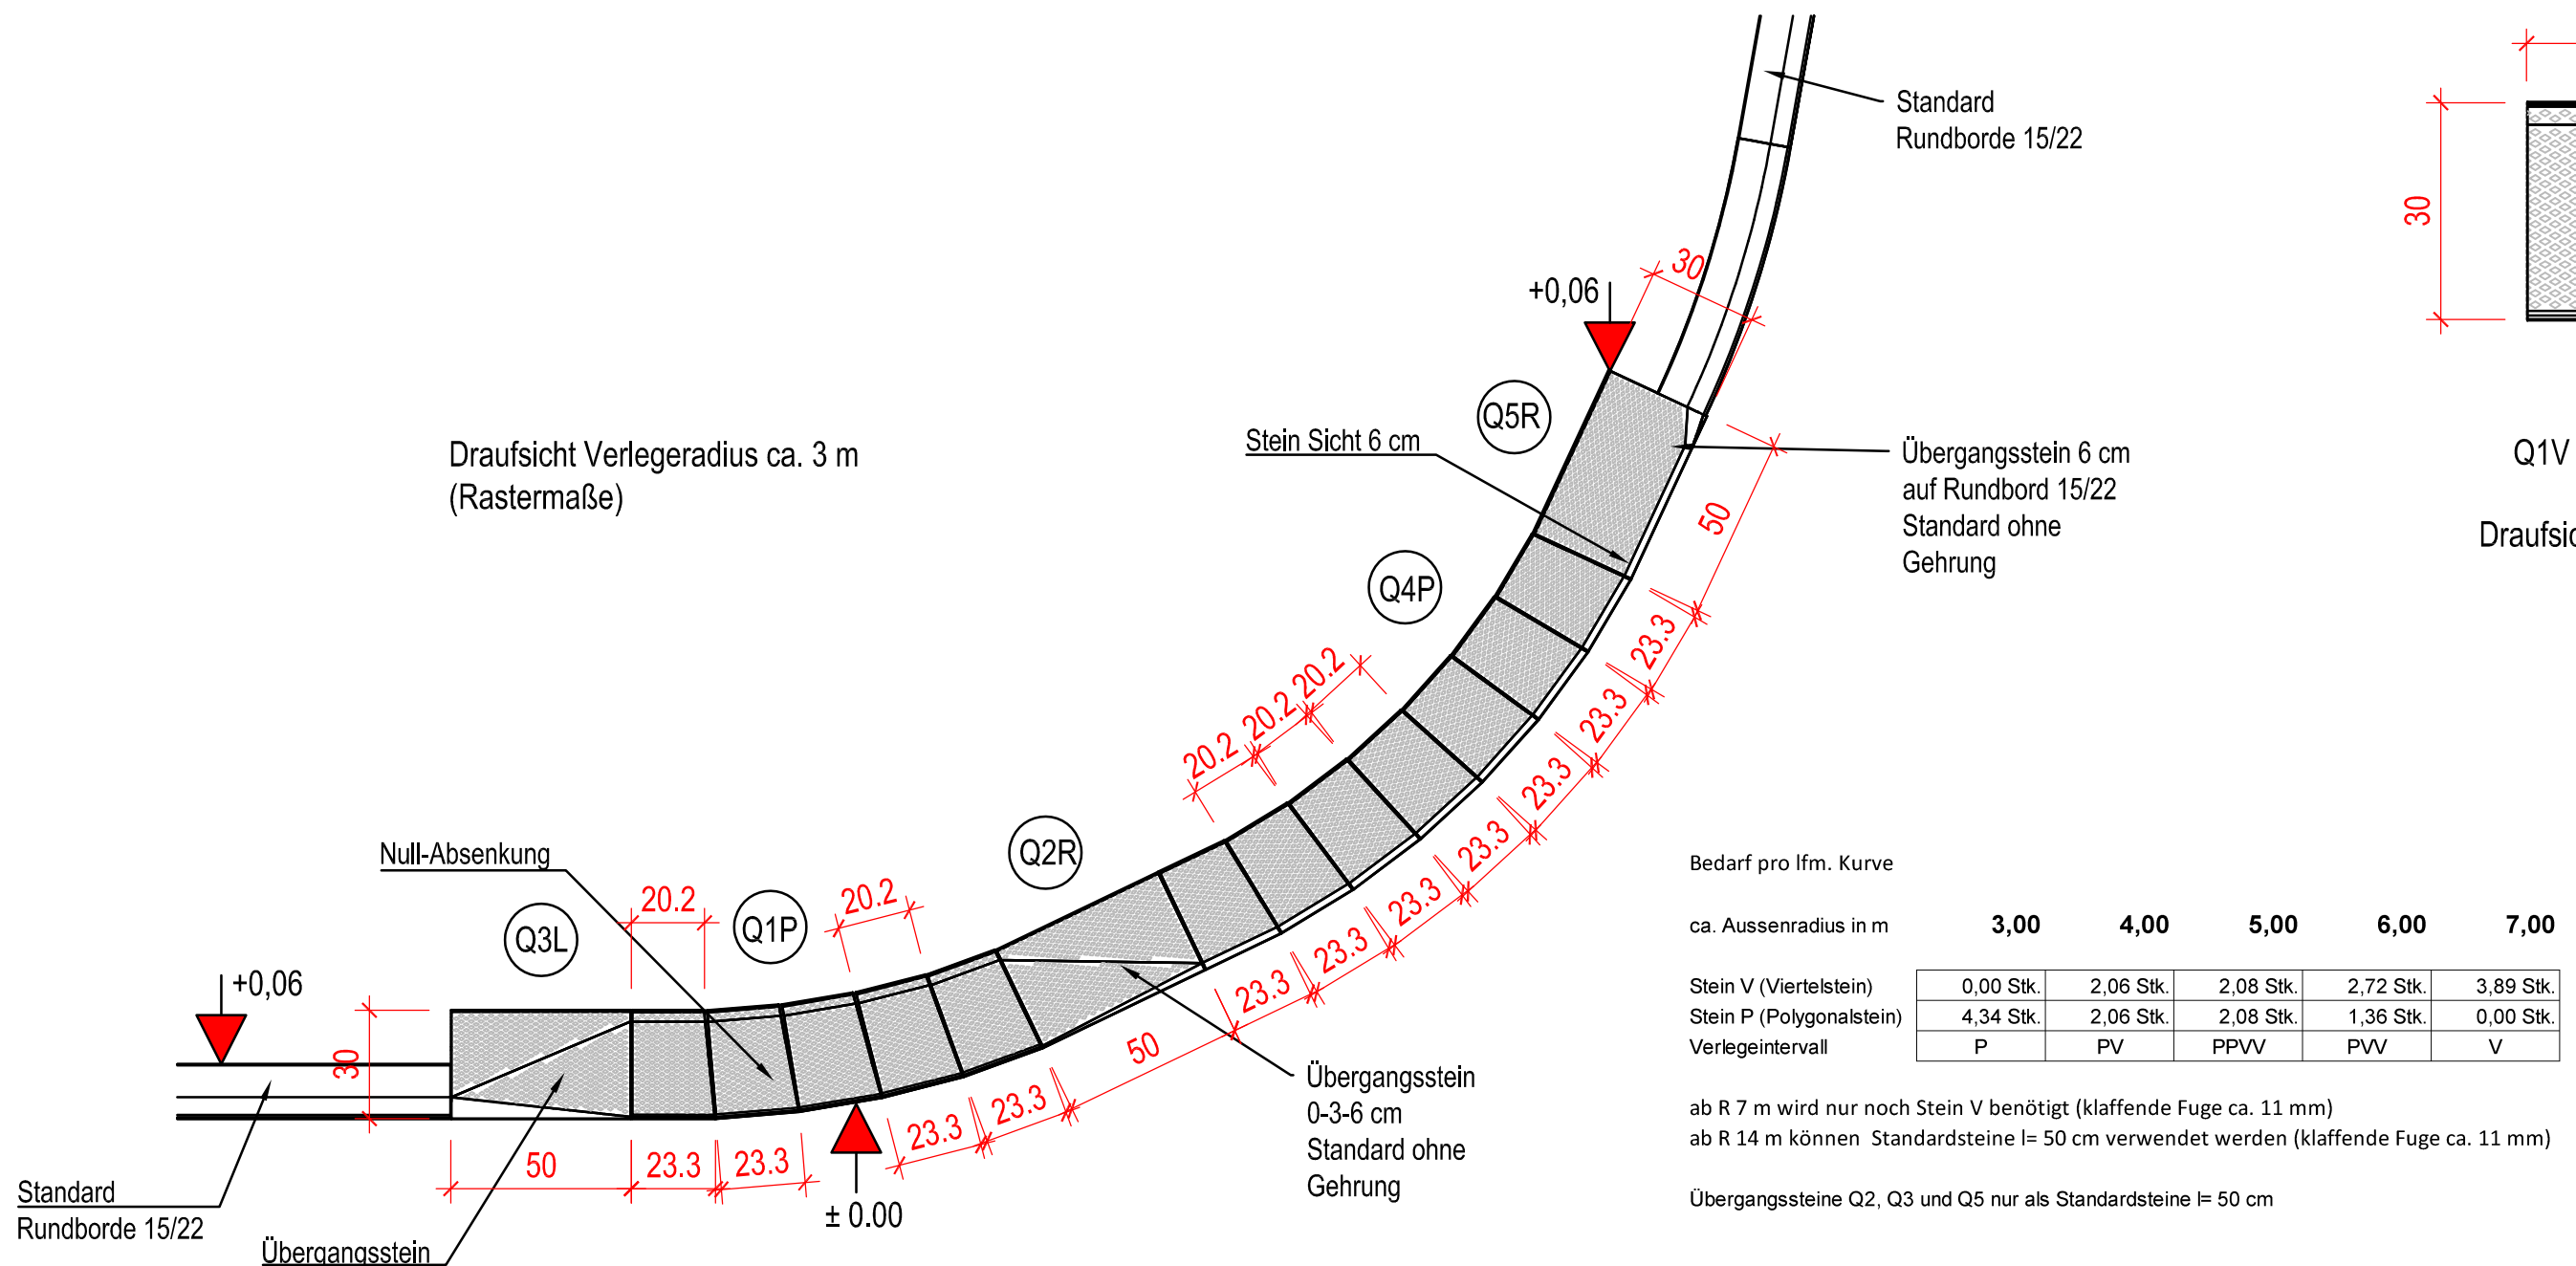 Standard
Rundborde 15/22
30
+0,06
30
Q5R
Stein Sicht 6 cm
Übergangsstein 6 cm
auf Rundbord 15/22
Standard ohne
Gehrung
Q1V
Draufsicht Verlegeradius ca. 3 m
(Rastermaße)
50
Q4P
23.3
23.3
23.3
23.3
23.3
23.3
23.3
20.2
20.2
20.2
Q2R
Null-Absenkung
20.2
Q1P
20.2
Q3L
+0,06
30
50
Übergangsstein
0-3-6 cm
Standard ohne
Gehrung
23.3
23.3
50
23.3
23.3
± 0.00
Standard
Rundborde 15/22
Übergangsstein
Bedarf pro lfm. Kurve
ca. Aussenradius in m 3,00 4,00 5,00 6,00 7,00
Stein V (Viertelstein) 0,00 Stk. 2,06 Stk. 2,08 Stk. 2,72 Stk. 3,89 Stk.
Stein P (Polygonalstein) 4,34 Stk. 2,06 Stk. 2,08 Stk. 1,36 Stk. 0,00 Stk.
Verlegeintervall P PV PPVV PVV V
ab R 7 m wird nur noch Stein V benötigt (klaffende Fuge ca. 11 mm)
ab R 14 m können Standardsteine l= 50 cm verwendet werden (klaffende Fuge ca. 11 mm)
Übergangssteine Q2, Q3 und Q5 nur als Standardsteine l= 50 cm